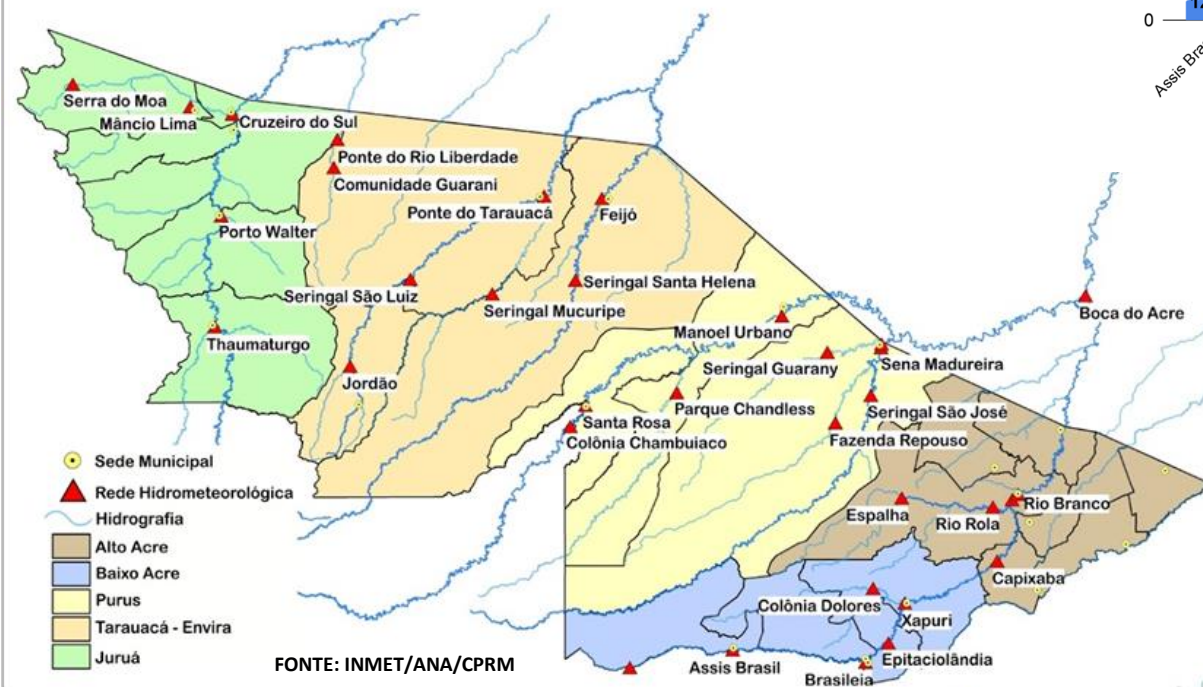 0
12
Assis Bra
Serra do Moa
Mâncio Lima
Cruzeiro do Sul
Ponte do Rio Liberdade
Comunidade Guarani
Ponte do Tarauacá
Feijó
Porto Walter
Seringal São Luiz
Seringal Santa Helena
Seringal Mucuripe
Boca do Acre
Manoel Urbano
Thaumaturgo
Seringal Guarany
Sena Madureira
Jordão
Parque Chandless
Seringal São José
Santa Rosa
Colônia Chambuiaco
Fazenda Repouso
Sede Municipal
Rede Hidrometeorológica
Hidrografia
Alto Acre
Baixo Acre
Purus
Tarauacá - Envira
Juruá
Espalha
Rio Rola
Rio Branco
Capixaba
Colônia Dolores
Xapuri
Epitaciolândia
Assis Brasil
Brasileia
FONTE: INMET/ANA/CPRM